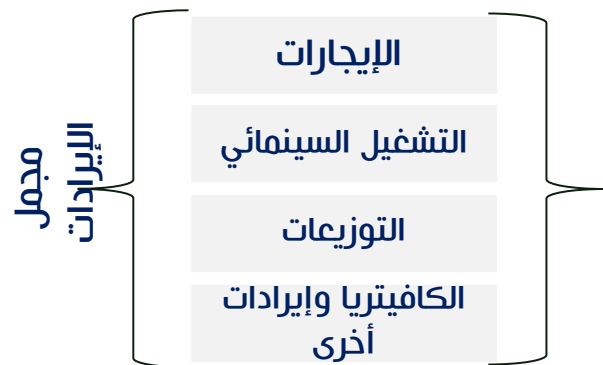 مجمل
الإيرادات
الإيجارات
التشغيل السينمائي
التوزيعات
الكافيتريا وإيرادات
أخرى